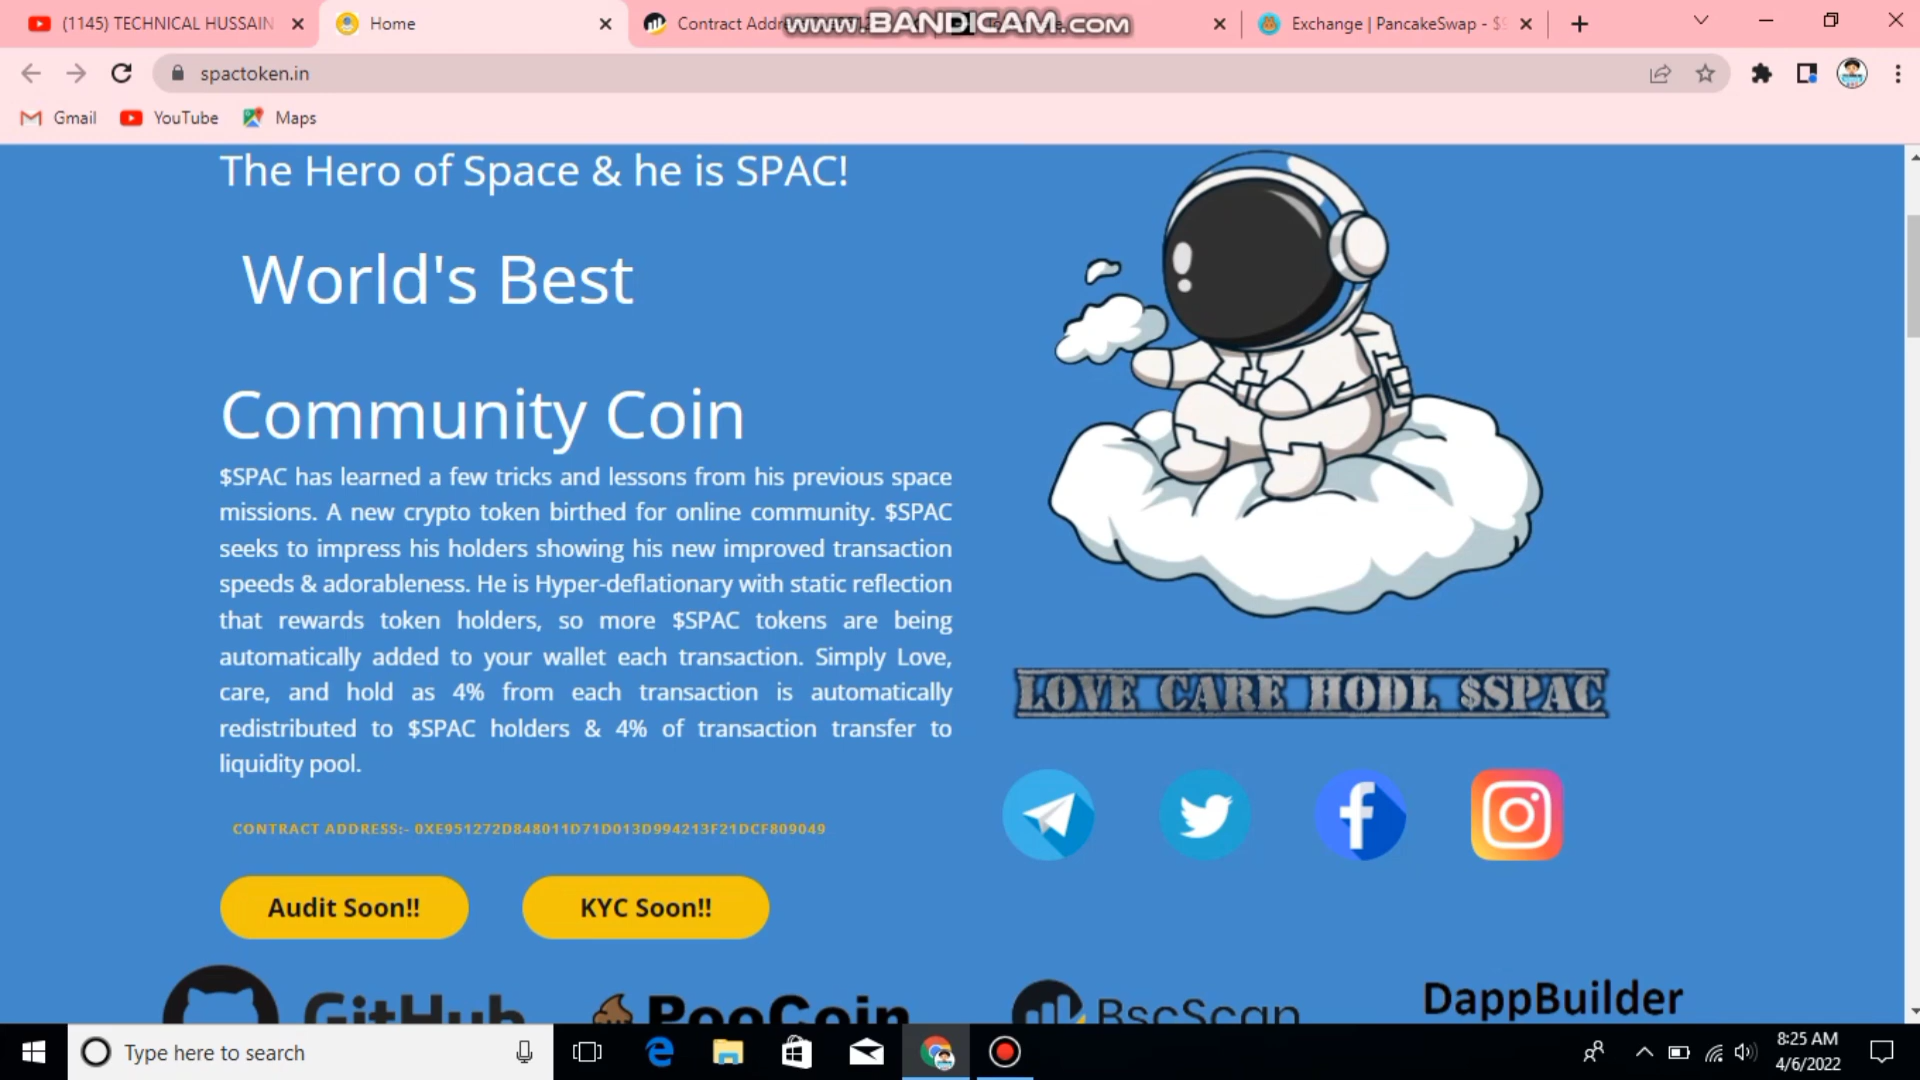 (1145) TECHNICAL HUSSAIN
Home
Contract Addre
www.BANDICAM.com
Exchange | PancakeSwap - $
spactoken.in
Gmail
YouTube
Maps
The Hero of Space & he is SPAC!
World's Best
Community Coin
$SPAC has learned a few tricks and lessons from his previous space
missions. A new crypto token birthed for online community. $SPAC
seeks to impress his holders showing his new improved transaction
speeds & adorableness. He is Hyper-deflationary with static reflection
that rewards token holders, so more $SPAC tokens are being
automatically added to your wallet each transaction. Simply Love,
care, and hold as 4% from each transaction is automatically
redistributed to $SPAC holders & 4% of transaction transfer to
liquidity pool.
CONTRACT ADDRESS:- 0XE951272D848011D71D013D994213F21DCF809049
Audit Soon!!
KYC Soon!!
LOVE CARE HODL $SPAC
GitHub
PooCoin
BscScan
DappBuilder
Type here to search
8:25 AM
4/6/2022